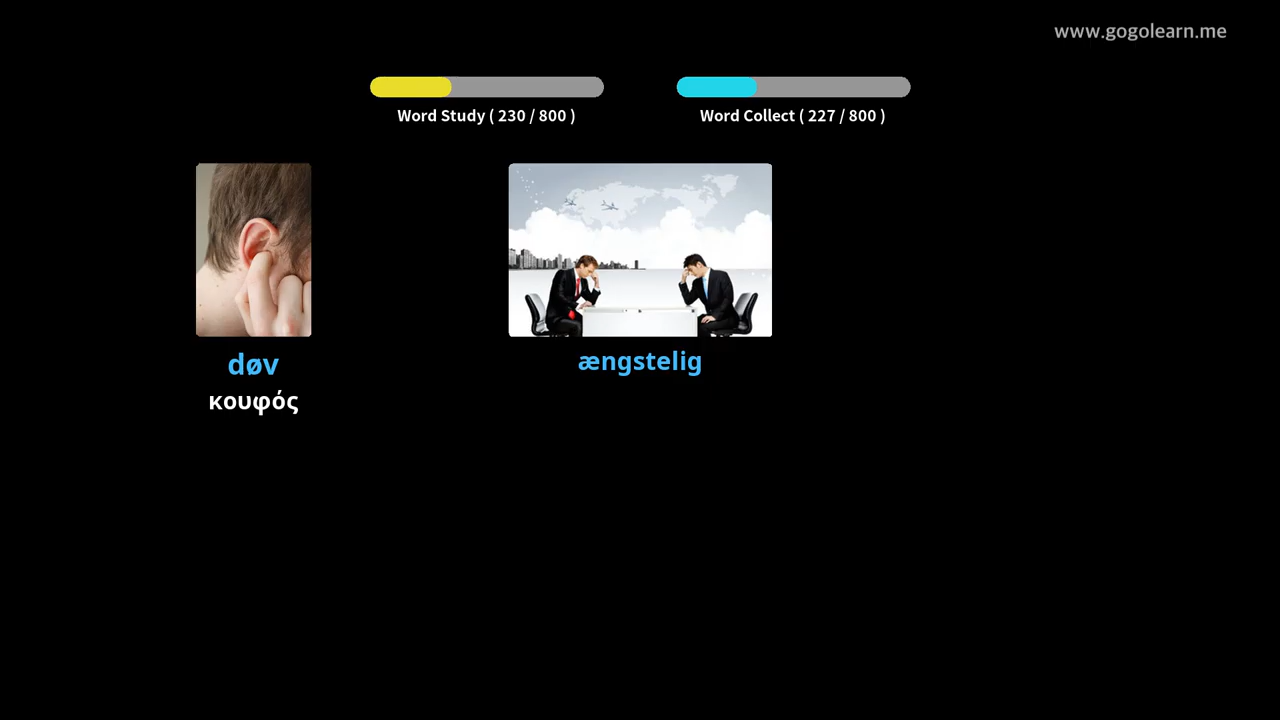 www.gogolearn.me
Word Study ( 230 / 800 )
Word Collect ( 227 / 800 )
døv
κουφός
ængstelig